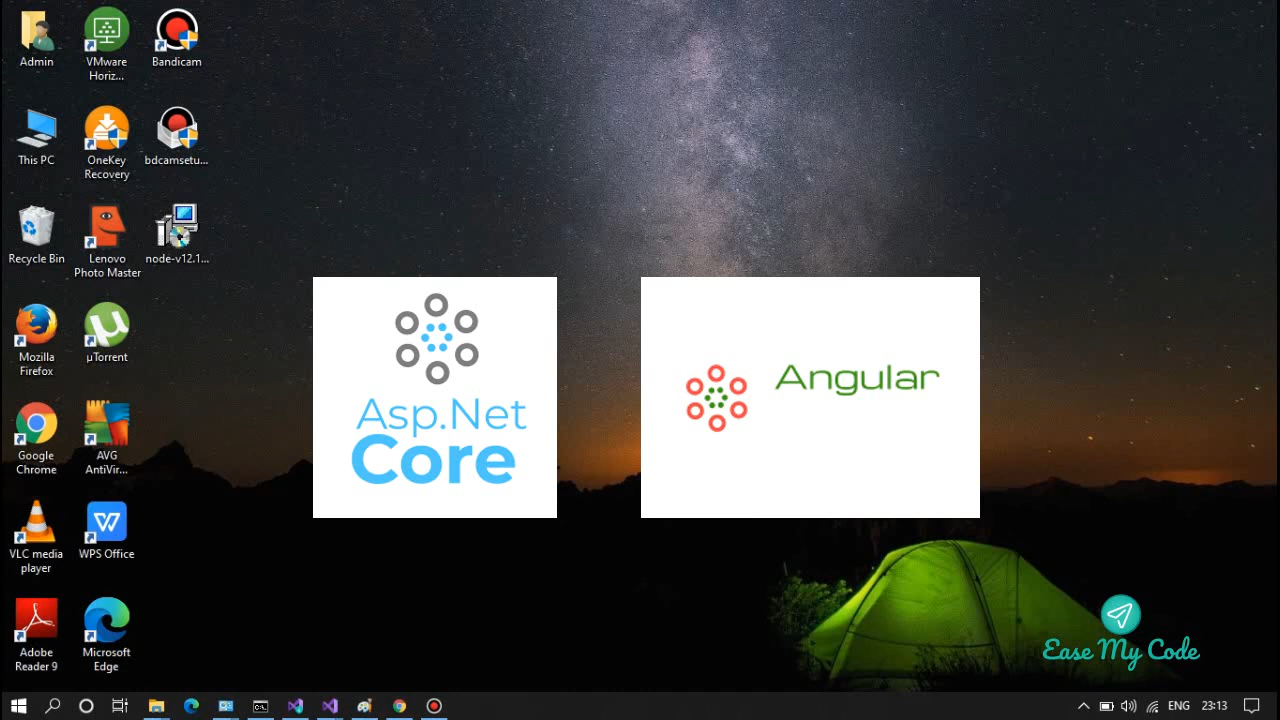 Admin
VMware
Horiz...
Bandicam
This PC
OneKey
Recovery
bdcamsetu...
Recycle Bin
Lenovo
Photo Master
node-v12.1...
Mozilla
Firefox
µTorrent
Google
Chrome
AVG
AntiVir...
VLC media
player
WPS Office
Adobe
Reader 9
Microsoft
Edge
Asp.Net
Core
Angular
Ease My Code
ENG
23:13